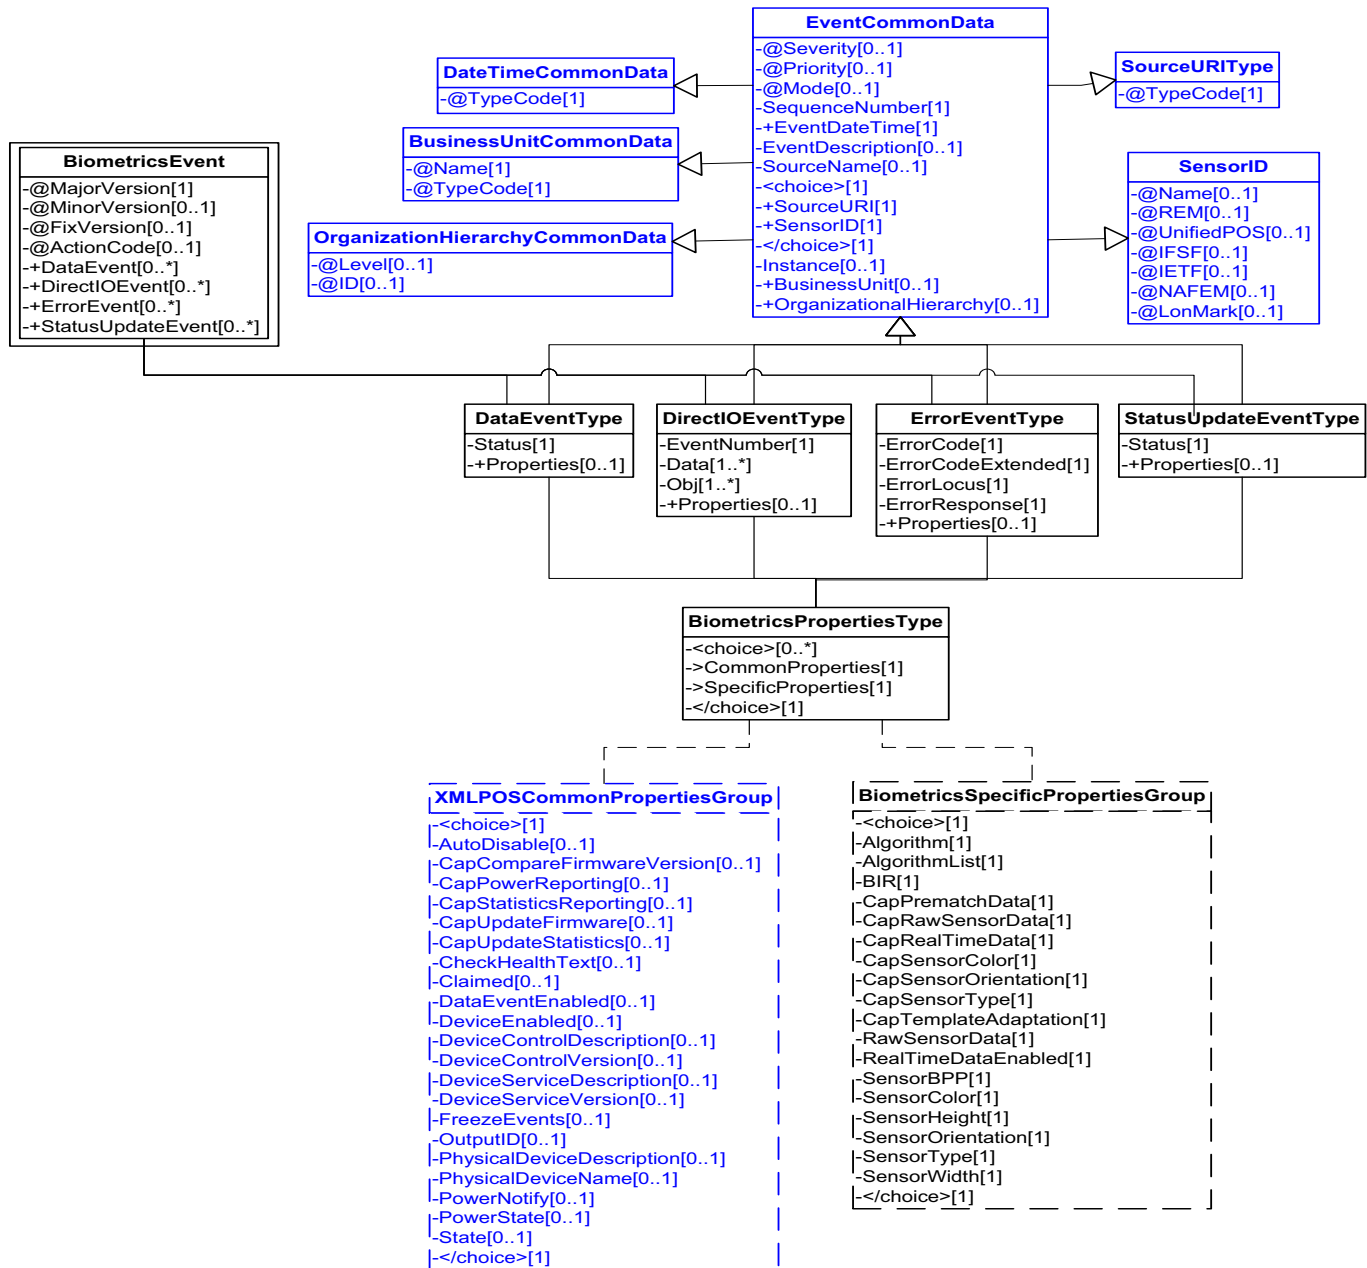 EventCommonData
-@Severity[0..1]
-@Priority[0..1]
-@Mode[0..1]
-SequenceNumber[1]
-+EventDateTime[1]
-EventDescription[0..1]
-SourceName[0..1]
-<choice>[1]
-+SourceURI[1]
-+SensorID[1]
-</choice>[1]
-Instance[0..1]
-+BusinessUnit[0..1]
-+OrganizationalHierarchy[0..1]
DateTimeCommonData
-@TypeCode[1]
SourceURIType
-@TypeCode[1]
BusinessUnitCommonData
-@Name[1]
-@TypeCode[1]
BiometricsEvent
-@MajorVersion[1]
-@MinorVersion[0..1]
-@FixVersion[0..1]
-@ActionCode[0..1]
-+DataEvent[0..*]
-+DirectIOEvent[0..*]
-+ErrorEvent[0..*]
-+StatusUpdateEvent[0..*]
SensorID
-@Name[0..1]
-@REM[0..1]
-@UnifiedPOS[0..1]
-@IFSF[0..1]
-@IETF[0..1]
-@NAFEM[0..1]
-@LonMark[0..1]
OrganizationHierarchyCommonData
-@Level[0..1]
-@ID[0..1]
DataEventType
-Status[1]
-+Properties[0..1]
DirectIOEventType
-EventNumber[1]
-Data[1..*]
-Obj[1..*]
-+Properties[0..1]
ErrorEventType
-ErrorCode[1]
-ErrorCodeExtended[1]
-ErrorLocus[1]
-ErrorResponse[1]
-+Properties[0..1]
StatusUpdateEventType
-Status[1]
-+Properties[0..1]
BiometricsPropertiesType
-<choice>[0..*]
->CommonProperties[1]
->SpecificProperties[1]
-</choice>[1]
XMLPOSCommonPropertiesGroup
-<choice>[1]
-AutoDisable[0..1]
-CapCompareFirmwareVersion[0..1]
-CapPowerReporting[0..1]
-CapStatisticsReporting[0..1]
-CapUpdateFirmware[0..1]
-CapUpdateStatistics[0..1]
-CheckHealthText[0..1]
-Claimed[0..1]
-DataEventEnabled[0..1]
-DeviceEnabled[0..1]
-DeviceControlDescription[0..1]
-DeviceControlVersion[0..1]
-DeviceServiceDescription[0..1]
-DeviceServiceVersion[0..1]
-FreezeEvents[0..1]
-OutputID[0..1]
-PhysicalDeviceDescription[0..1]
-PhysicalDeviceName[0..1]
-PowerNotify[0..1]
-PowerState[0..1]
-State[0..1]
-</choice>[1]
BiometricsSpecificPropertiesGroup
-<choice>[1]
-Algorithm[1]
-AlgorithmList[1]
-BIR[1]
-CapPrematchData[1]
-CapRawSensorData[1]
-CapRealTimeData[1]
-CapSensorColor[1]
-CapSensorOrientation[1]
-CapSensorType[1]
-CapTemplateAdaptation[1]
-RawSensorData[1]
-RealTimeDataEnabled[1]
-SensorBPP[1]
-SensorColor[1]
-SensorHeight[1]
-SensorOrientation[1]
-SensorType[1]
-SensorWidth[1]
-</choice>[1]